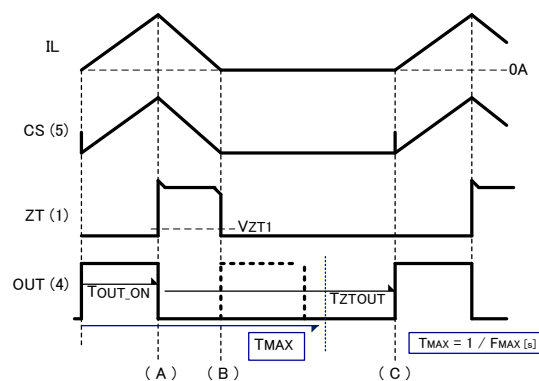 IL
0A
CS (5)
ZT (1)
VZT1
OUT (4)
TOUT_ON
TZTOUT
TMAX
TMAX = 1 / FMAX [s]
(A) (B) (C)